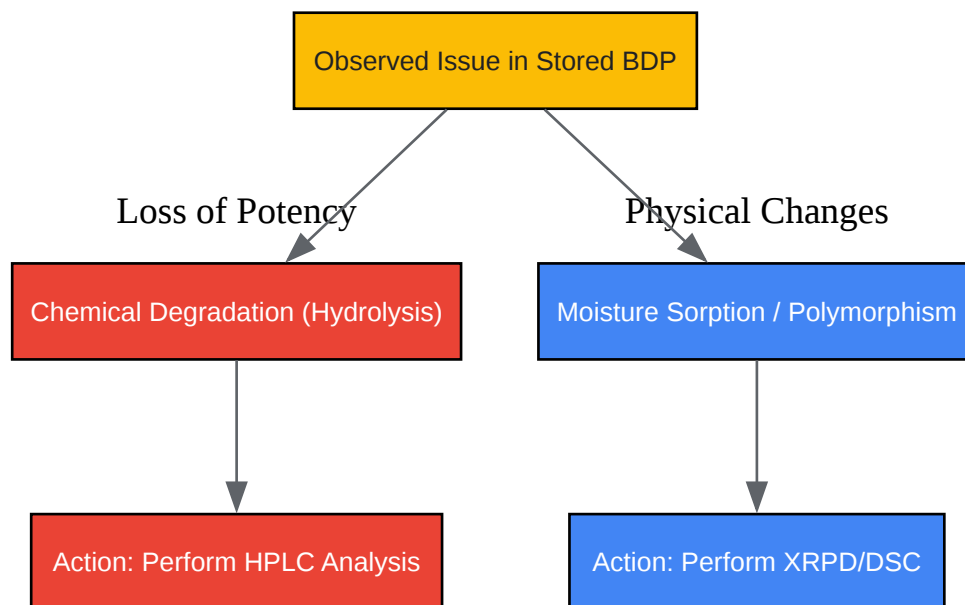 Observed Issue in Stored BDP
Loss of Potency
Physical Changes
Chemical Degradation (Hydrolysis)
Moisture Sorption / Polymorphism
Action: Perform HPLC Analysis
Action: Perform XRPD/DSC